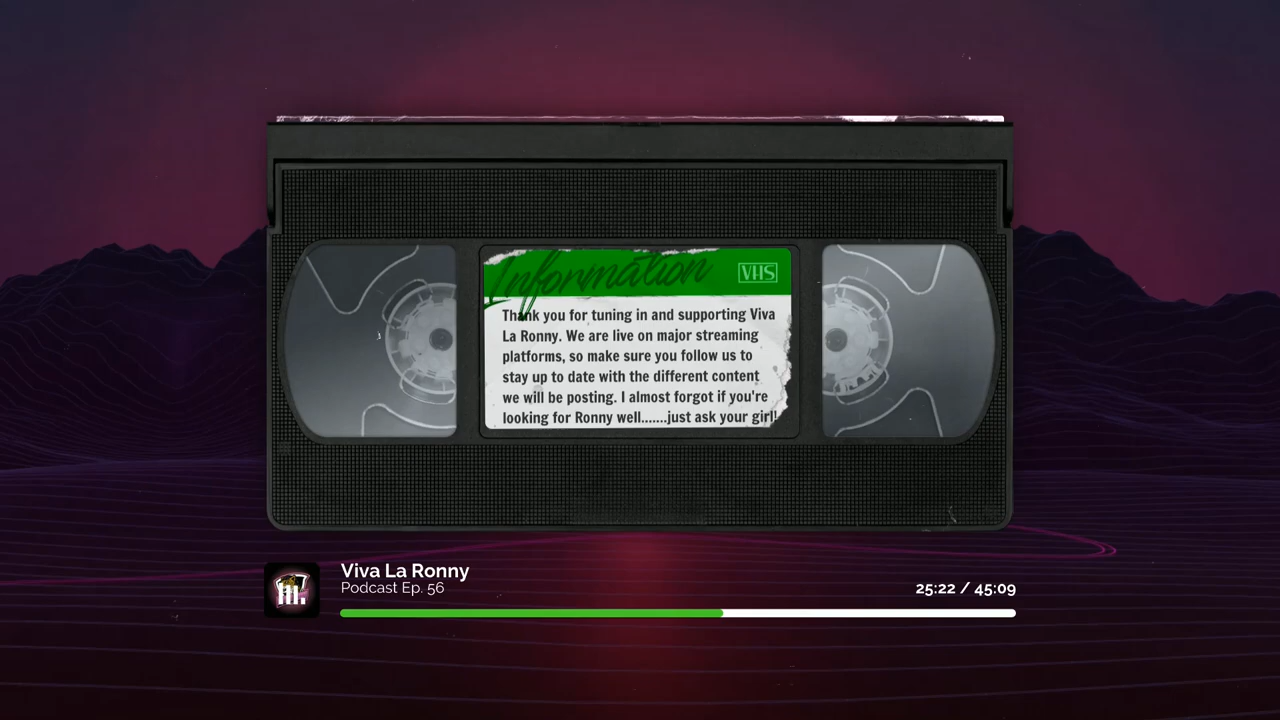 Information
VHS
Thank you for tuning in and supporting Viva
La Ronny. We are live on major streaming
platforms, so make sure you follow us to
stay up to date with the different content
we will be posting. I almost forgot if you're
looking for Ronny well.......just ask your girl!
Viva La Ronny
Podcast Ep. 56
25:22 / 45:09